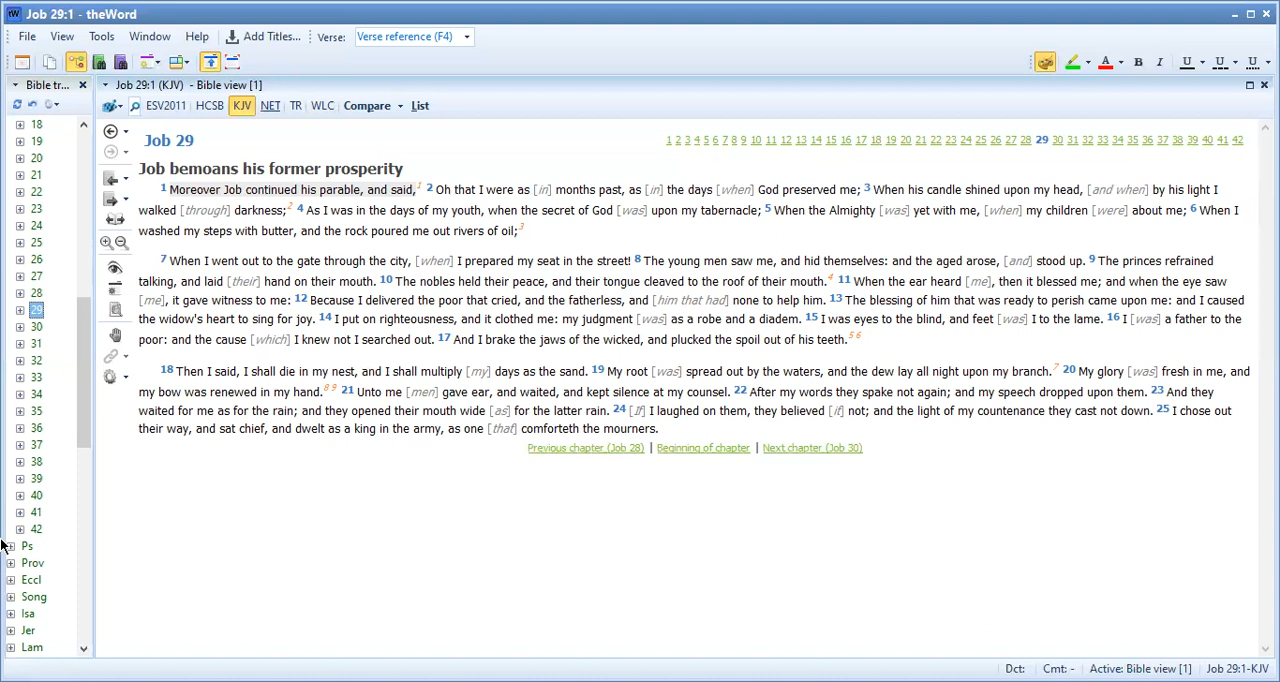 Job 29:1 - theWord
File View Tools Window Help Add Titles... Verse: Verse reference (F4)
Bible tr...
Job 29:1 (KJV) - Bible view [1]
ESV2011 HCSB KJV NET TR WLC Compare List
18
19
20
21
22
23
24
25
26
27
28
29
30
31
32
33
34
35
36
37
38
39
40
41
42
Ps
Prov
Eccl
Song
Isa
Jer
Lam
Job 29
1 2 3 4 5 6 7 8 9 10 11 12 13 14 15 16 17 18 19 20 21 22 23 24 25 26 27 28 29 30 31 32 33 34 35 36 37 38 39 40 41 42
Job bemoans his former prosperity
1 Moreover Job continued his parable, and said,1 2 Oh that I were as [in] months past, as [in] the days [when] God preserved me; 3 When his candle shined upon my head, [and when] by his light I
walked [through] darkness;2 4 As I was in the days of my youth, when the secret of God [was] upon my tabernacle; 5 When the Almighty [was] yet with me, [when] my children [were] about me; 6 When I
washed my steps with butter, and the rock poured me out rivers of oil;3
7 When I went out to the gate through the city, [when] I prepared my seat in the street! 8 The young men saw me, and hid themselves: and the aged arose, [and] stood up. 9 The princes refrained
talking, and laid [their] hand on their mouth. 10 The nobles held their peace, and their tongue cleaved to the roof of their mouth.4 11 When the ear heard [me], then it blessed me; and when the eye saw
[me], it gave witness to me: 12 Because I delivered the poor that cried, and the fatherless, and [him that had] none to help him. 13 The blessing of him that was ready to perish came upon me: and I caused
the widow's heart to sing for joy. 14 I put on righteousness, and it clothed me: my judgment [was] as a robe and a diadem. 15 I was eyes to the blind, and feet [was] I to the lame. 16 I [was] a father to the
poor: and the cause [which] I knew not I searched out. 17 And I brake the jaws of the wicked, and plucked the spoil out of his teeth.5 6
18 Then I said, I shall die in my nest, and I shall multiply [my] days as the sand. 19 My root [was] spread out by the waters, and the dew lay all night upon my branch.7 20 My glory [was] fresh in me, and
my bow was renewed in my hand.8 9 21 Unto me [men] gave ear, and waited, and kept silence at my counsel. 22 After my words they spake not again; and my speech dropped upon them. 23 And they
waited for me as for the rain; and they opened their mouth wide [as] for the latter rain. 24 [If] I laughed on them, they believed [it] not; and the light of my countenance they cast not down. 25 I chose out
their way, and sat chief, and dwelt as a king in the army, as one [that] comforteth the mourners.
Previous chapter (Job 28) | Beginning of chapter | Next chapter (Job 30)
Dct: Cmt: - Active: Bible view [1] Job 29:1-KJV